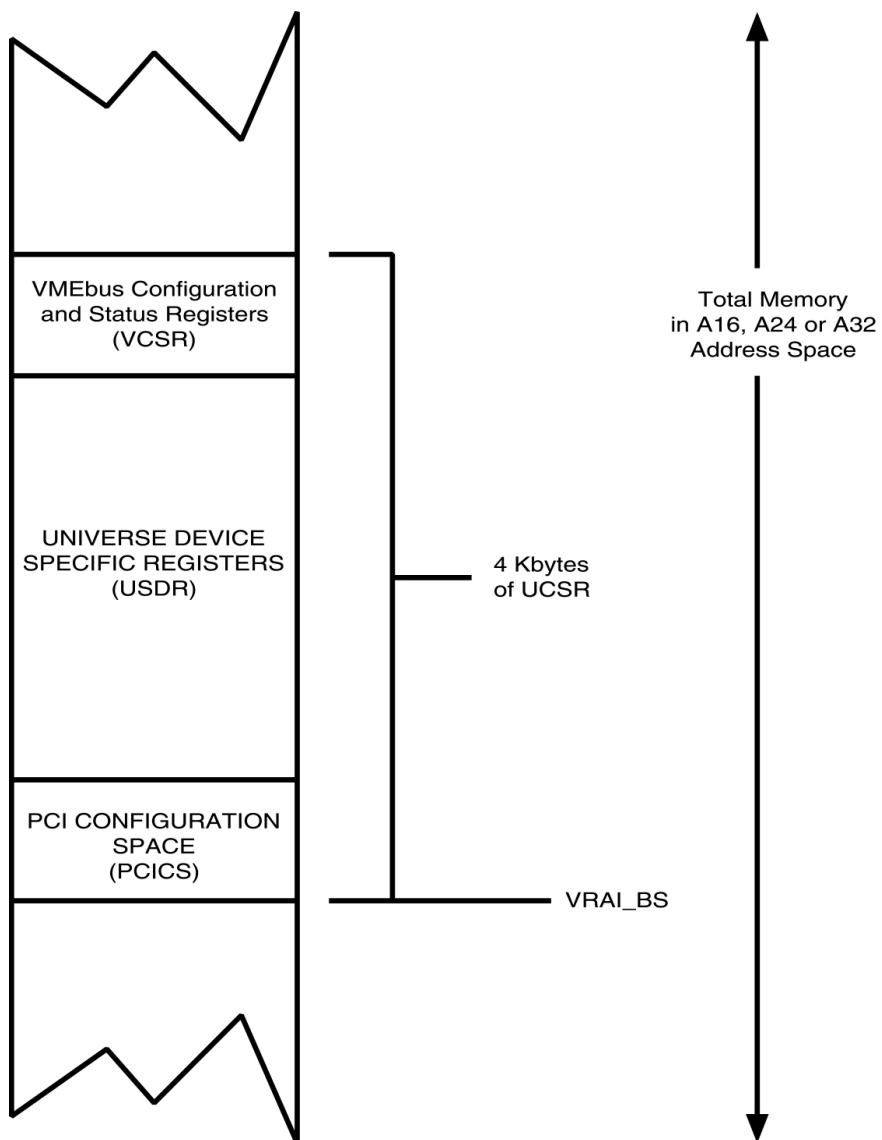 VMEbus Configuration
and Status Registers
(VCSR)
UNIVERSE DEVICE
SPECIFIC REGISTERS
(USDR)
PCI CONFIGURATION
SPACE
(PCICS)
4 Kbytes
of UCSR
VRAI_BS
Total Memory
in A16, A24 or A32
Address Space